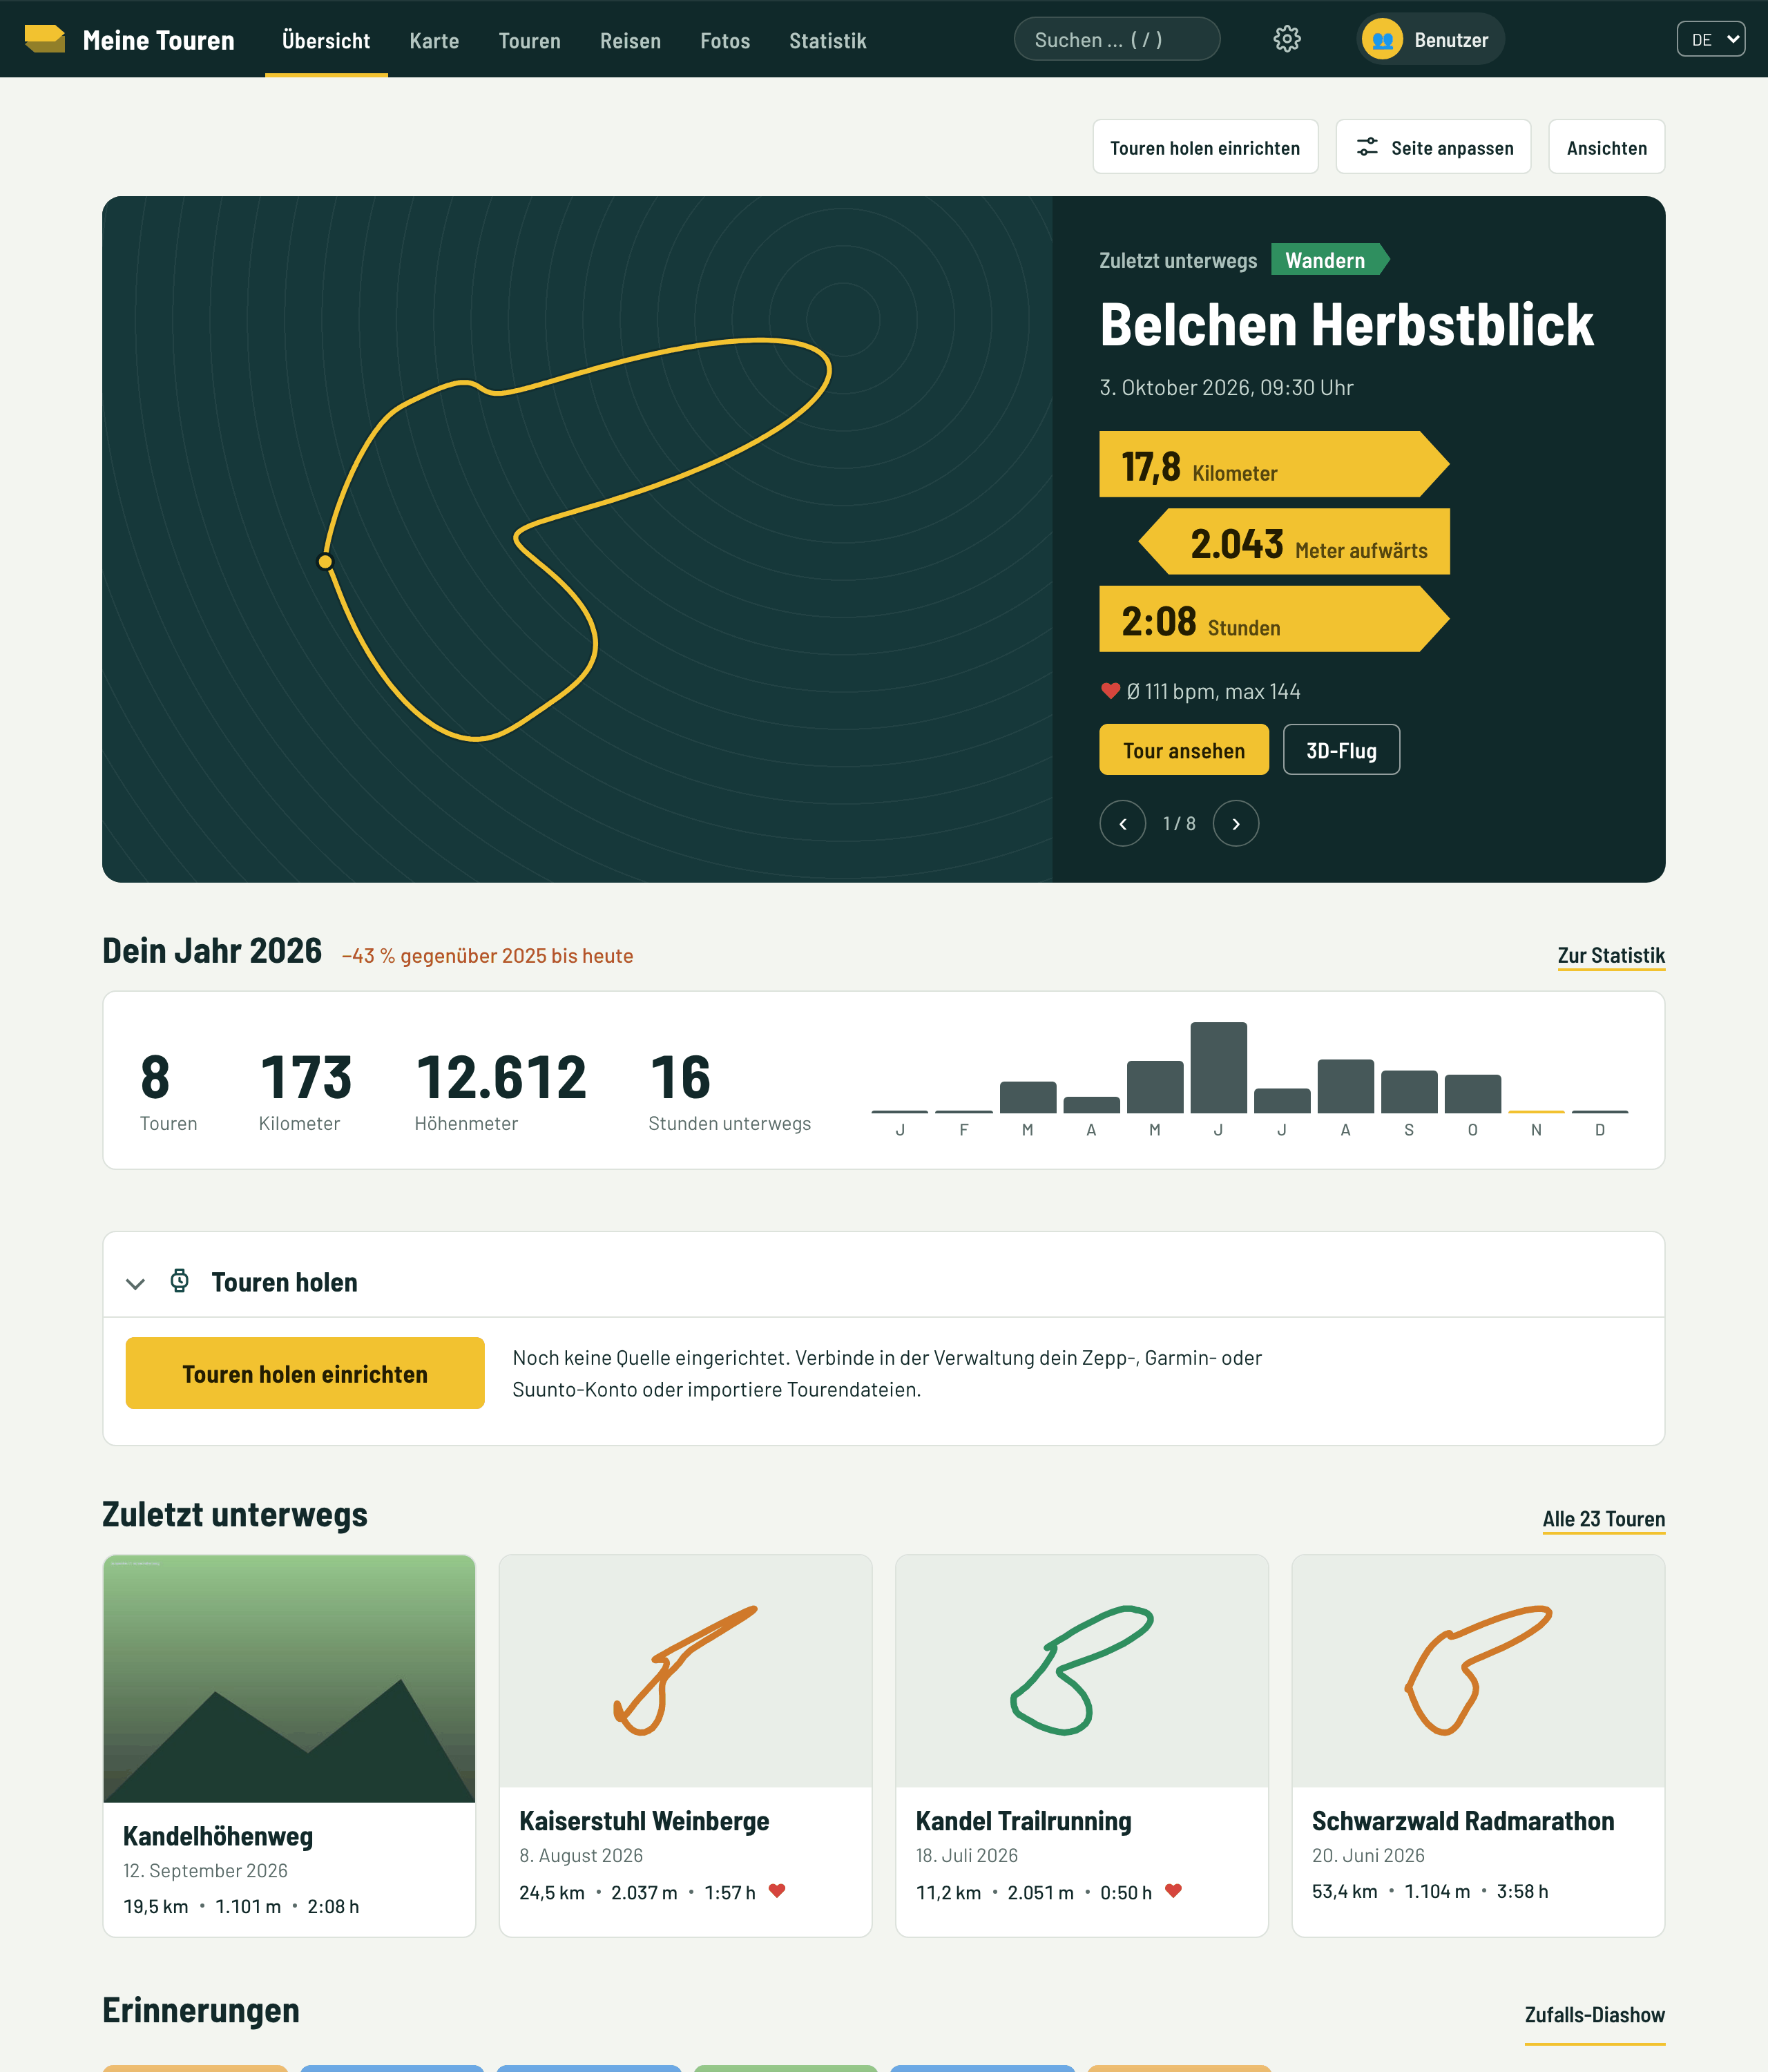 Meine Touren
Übersicht
Karte
Touren
Reisen
Fotos
Statistik
Suchen … ( / )
Benutzer
DE
Touren holen einrichten
Seite anpassen
Ansichten
Zuletzt unterwegs
Wandern
Belchen Herbstblick
3. Oktober 2026, 09:30 Uhr
17,8 Kilometer
2.043 Meter aufwärts
2:08 Stunden
Ø 111 bpm, max 144
Tour ansehen
3D-Flug
‹ 1 / 8 ›
Dein Jahr 2026
−43 % gegenüber 2025 bis heute
Zur Statistik
8
Touren
173
Kilometer
12.612
Höhenmeter
16
Stunden unterwegs
J F M A M J J A S O N D
Touren holen
Touren holen einrichten
Noch keine Quelle eingerichtet. Verbinde in der Verwaltung dein Zepp-, Garmin- oder
Suunto-Konto oder importiere Tourendateien.
Zuletzt unterwegs
Alle 23 Touren
Kandelhöhenweg
12. September 2026
19,5 km • 1.101 m • 2:08 h
Kaiserstuhl Weinberge
8. August 2026
24,5 km • 2.037 m • 1:57 h
Kandel Trailrunning
18. Juli 2026
11,2 km • 2.051 m • 0:50 h
Schwarzwald Radmarathon
20. Juni 2026
53,4 km • 1.104 m • 3:58 h
Erinnerungen
Zufalls-Diashow